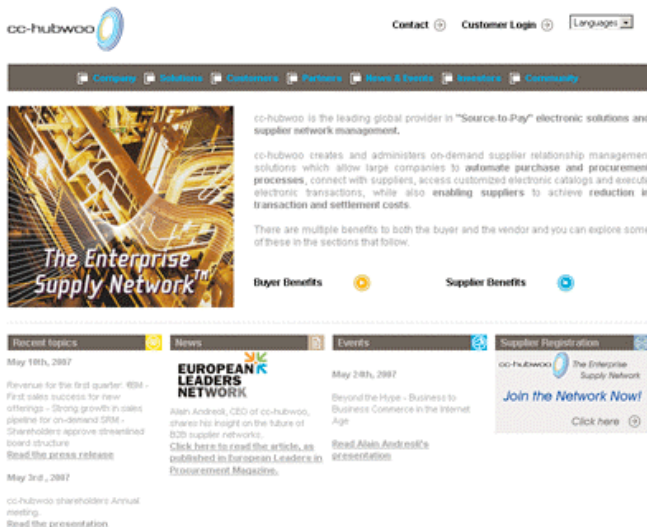 cc-hubwoo
Contact
Customer Login
Languages
Company Solutions Customers Partners News & Events Investors Community
cc-hubwoo is the leading global provider in "Source-to-Pay" electronic solutions and
supplier network management.
cc-hubwoo creates and administers on-demand supplier relationship management
solutions which allow large companies to automate purchase and procurement
processes, connect with suppliers, access customized electronic catalogs and execute
electronic transactions, while also enabling suppliers to achieve reduction in
transaction and settlement costs.
There are multiple benefits to both the buyer and the vendor and you can explore some
of these in the sections that follow.
The Enterprise
Supply Network™
Buyer Benefits
Supplier Benefits
Recent topics
May 10th, 2007
Revenue for the first quarter: -
First sales success for new
offerings - Strong growth in sales
pipeline for on-demand SRM -
Shareholders approve streamlined
board structure
Read the press release
May 3rd , 2007
cc-hubwoo shareholders Annual
meeting.
Read the presentation
News
EUROPEAN
LEADERS
NETWORK
Alain Andreoli, CEO of cc-hubwoo,
shares his insight on the future of
B2B supplier networks.
Click here to read the article, as
published in European Leaders in
Procurement Magazine.
Events
May 24th, 2007
Beyond the Hype - Business to
Business Commerce in the Internet
Age
Read Alain Andreoli's
presentation
Supplier Registration
cc-hubwoo The Enterprise
Supply Network
Join the Network Now!
Click here